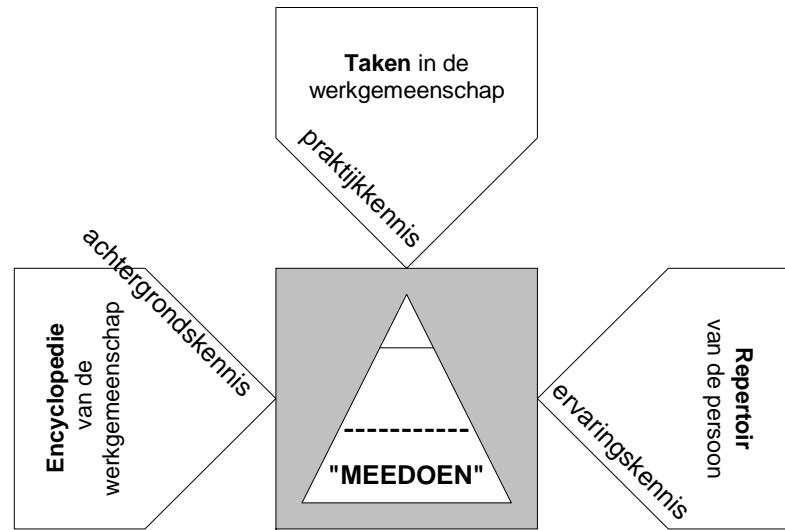 Taken in de
werkgemeenschap
praktijkkennis
achtergrondskennis
Encyclopedie
van de
werkgemeenschap
"MEEDOEN"
ervaringskennis
Repertoir
van de persoon